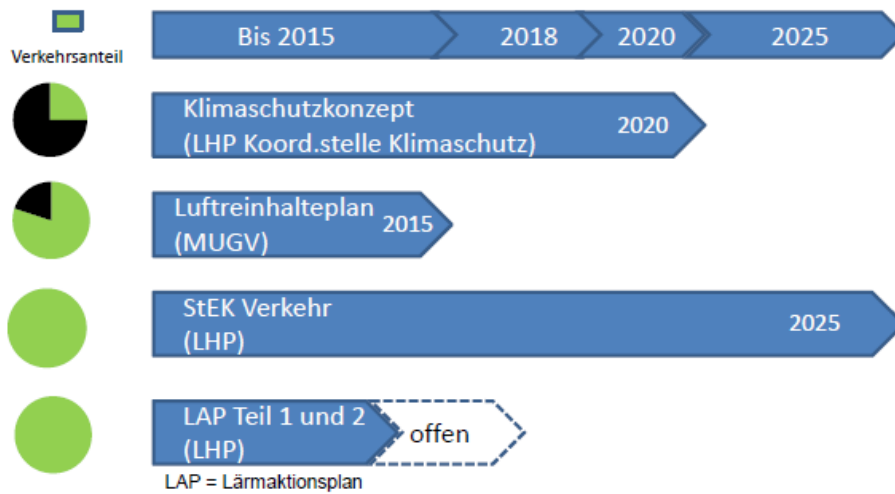 Verkehrsanteil
Bis 2015
2018
2020
2025
Klimaschutzkonzept
(LHP Koord.stelle Klimaschutz)
2020
Luftreinhalteplan
(MUGV)
2015
StEK Verkehr
(LHP)
2025
LAP Teil 1 und 2
(LHP)
offen
LAP = Lärmaktionsplan